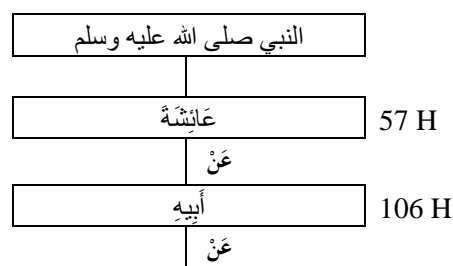 النبي صلى الله عليه وسلم
عَائِشَةَ 57 H
عَنْ
أَبِيهِ 106 H
عَنْ